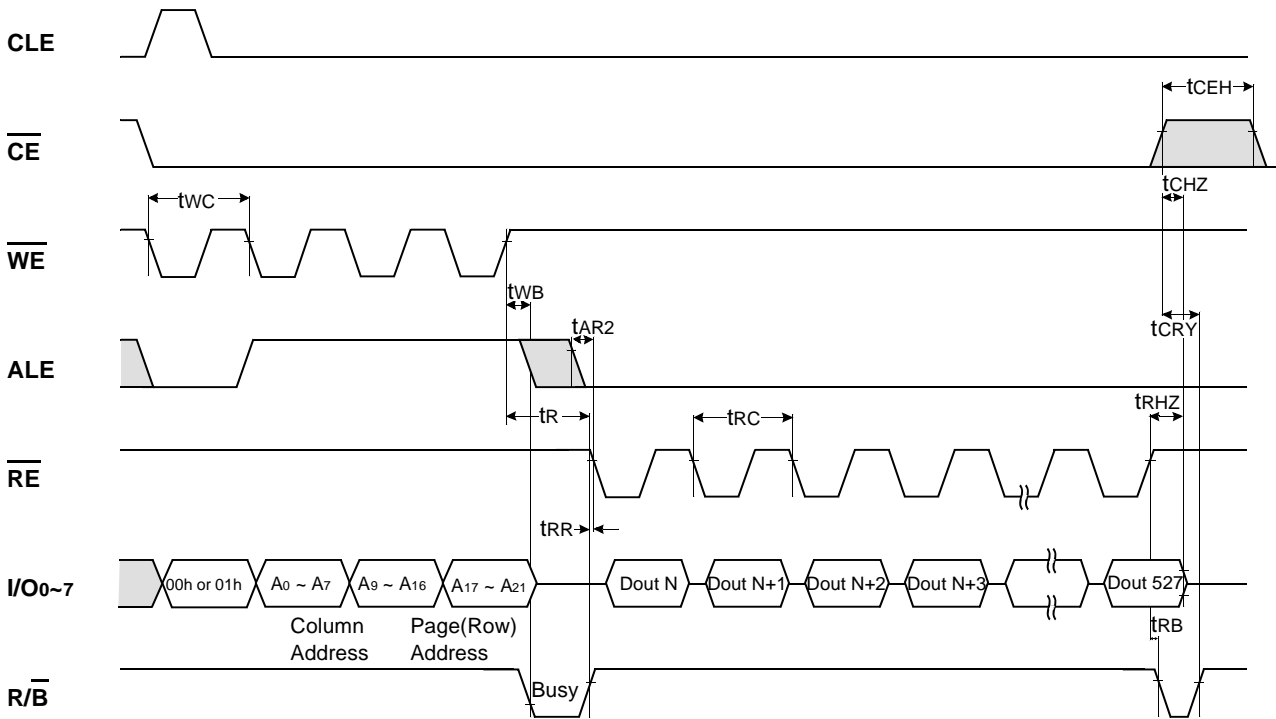 CLE
tCEH
CE
tCHZ
tWC
WE
tWB
tAR2
tCRY
ALE
tR
tRC
tRHZ
RE
tRR
I/O0~7
00h or 01h
A0 ~ A7
A9 ~ A16
A17 ~ A21
Dout N
Dout N+1
Dout N+2
Dout N+3
Dout 527
Column
Address
Page(Row)
Address
tRB
R/B
Busy